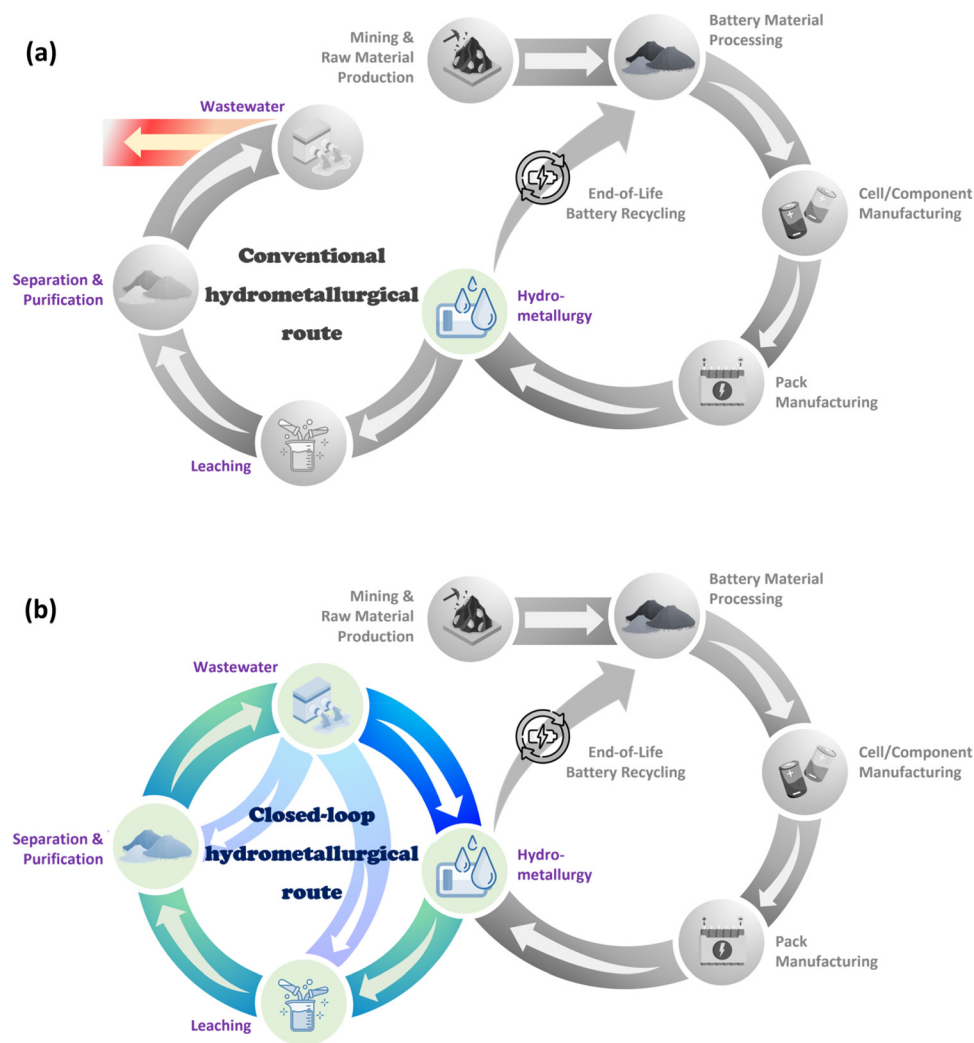 (a)
Mining &
Raw Material
Production
Battery Material
Processing
Wastewater
End-of-Life
Battery Recycling
Cell/Component
Manufacturing
Separation &
Purification
Conventional
hydrometallurgical
route
Hydro-
metallurgy
Pack
Manufacturing
Leaching
(b)
Mining &
Raw Material
Production
Battery Material
Processing
Wastewater
End-of-Life
Battery Recycling
Cell/Component
Manufacturing
Separation &
Purification
Closed-loop
hydrometallurgical
route
Hydro-
metallurgy
Pack
Manufacturing
Leaching